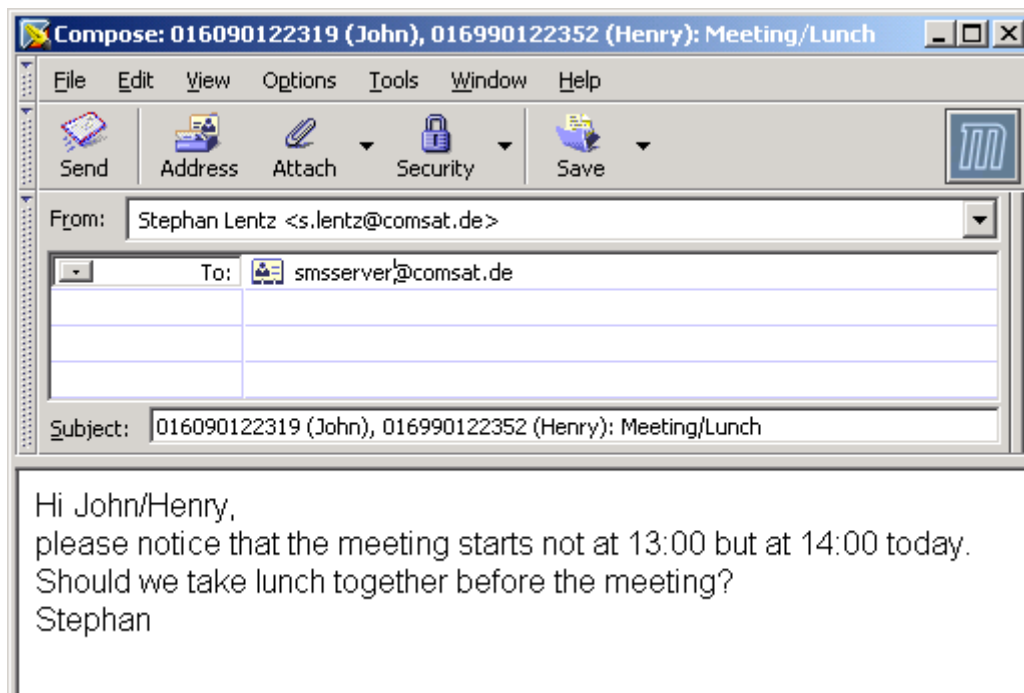 Compose: 016090122319 (John), 016990122352 (Henry): Meeting/Lunch
File Edit View Options Tools Window Help
Send Address Attach Security Save
From: Stephan Lentz <s.lentz@comsat.de>
To: smsserver@comsat.de
Subject: 016090122319 (John), 016990122352 (Henry): Meeting/Lunch
Hi John/Henry,
please notice that the meeting starts not at 13:00 but at 14:00 today.
Should we take lunch together before the meeting?
Stephan